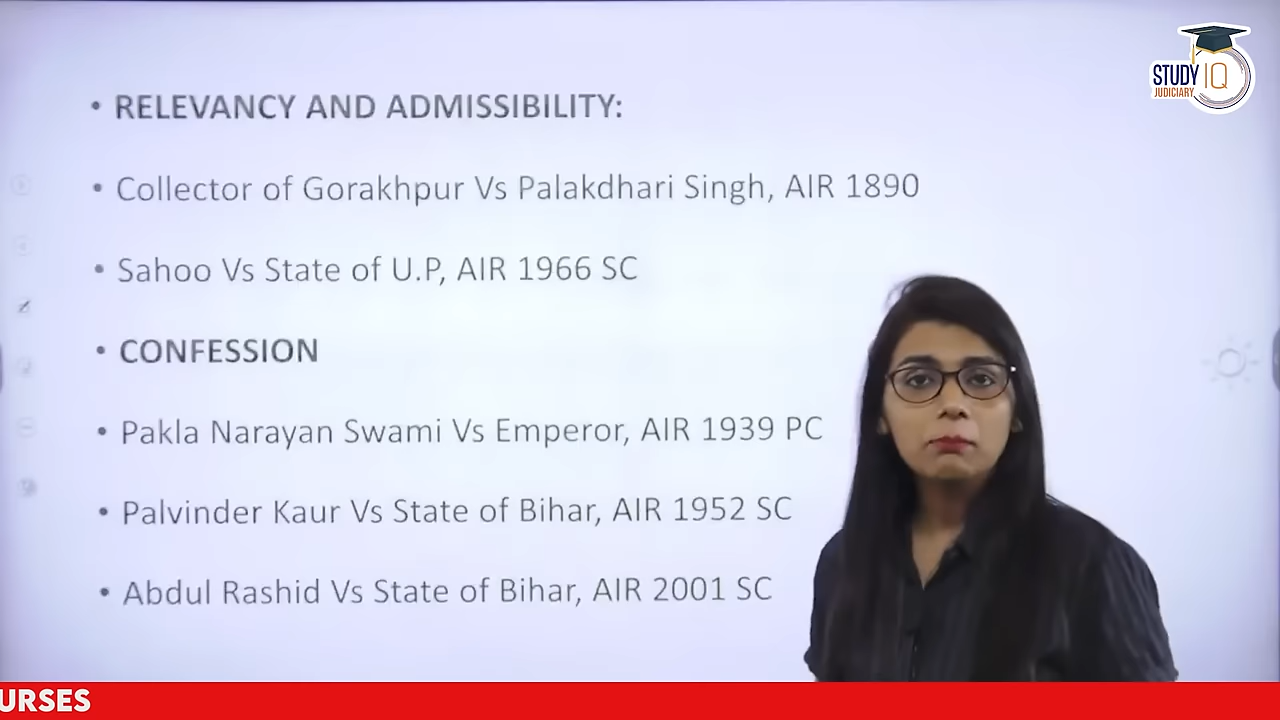 STUDY IQ
JUDICIARY
• RELEVANCY AND ADMISSIBILITY:
• Collector of Gorakhpur Vs Palakdhari Singh, AIR 1890
• Sahoo Vs State of U.P, AIR 1966 SC
• CONFESSION
• Pakla Narayan Swami Vs Emperor, AIR 1939 PC
• Palvinder Kaur Vs State of Bihar, AIR 1952 SC
• Abdul Rashid Vs State of Bihar, AIR 2001 SC
URSES